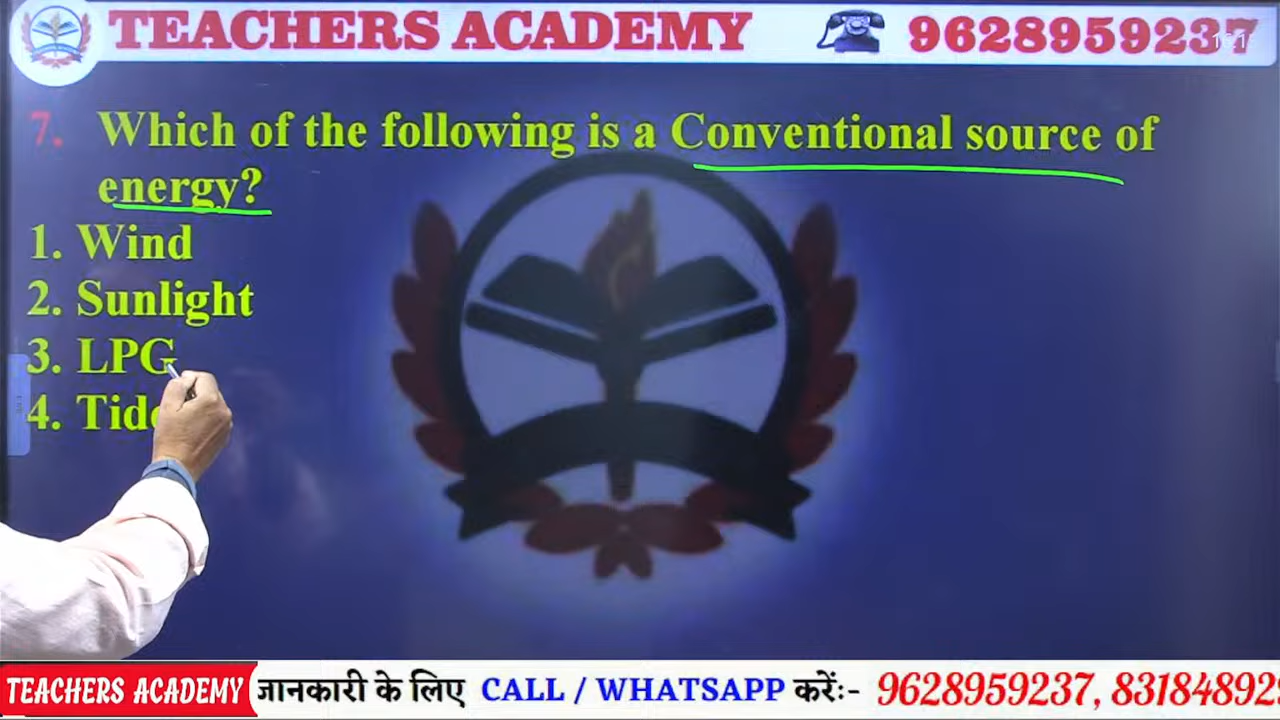 TEACHERS ACADEMY 9628959237
7. Which of the following is a Conventional source of
energy?
1. Wind
2. Sunlight
3. LPG
4.
TEACHERS ACADEMY जानकारी के लिए CALL / WHATSAPP करेंः- 9628959237,